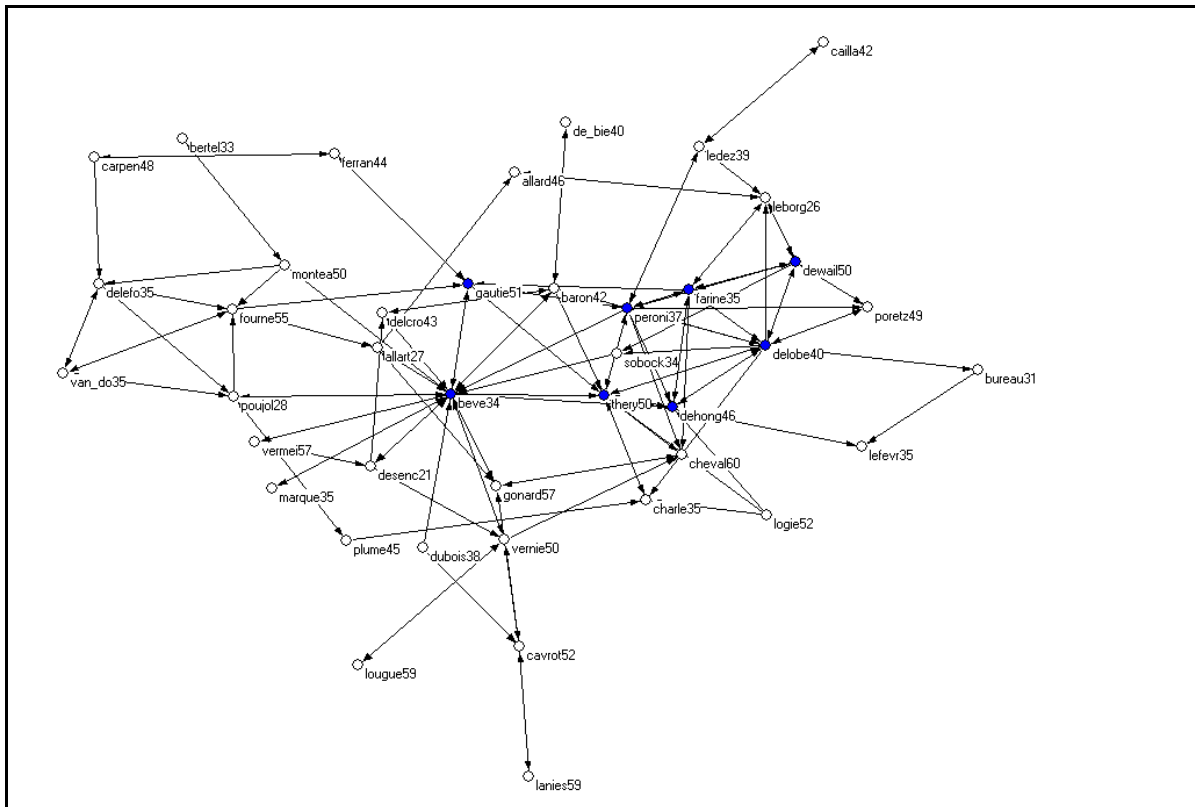 cailla42
de_bie40
bertel33
ledez39
carpen48
ferran44
allard46
leborg26
montea50
dewail50
delefo35
gautie51
baron42
farine35
poretz49
fourne55
delcro43
peroni37
lallart27
sobock34
delobe40
van_do35
bureau31
poujol28
beve34
thery50
dehong46
vermei57
lefevr35
cheval60
desenc21
marque35
gonard57
charle35
logie52
plume45
dubois38
vernie50
cavrot52
lougue59
lanies59